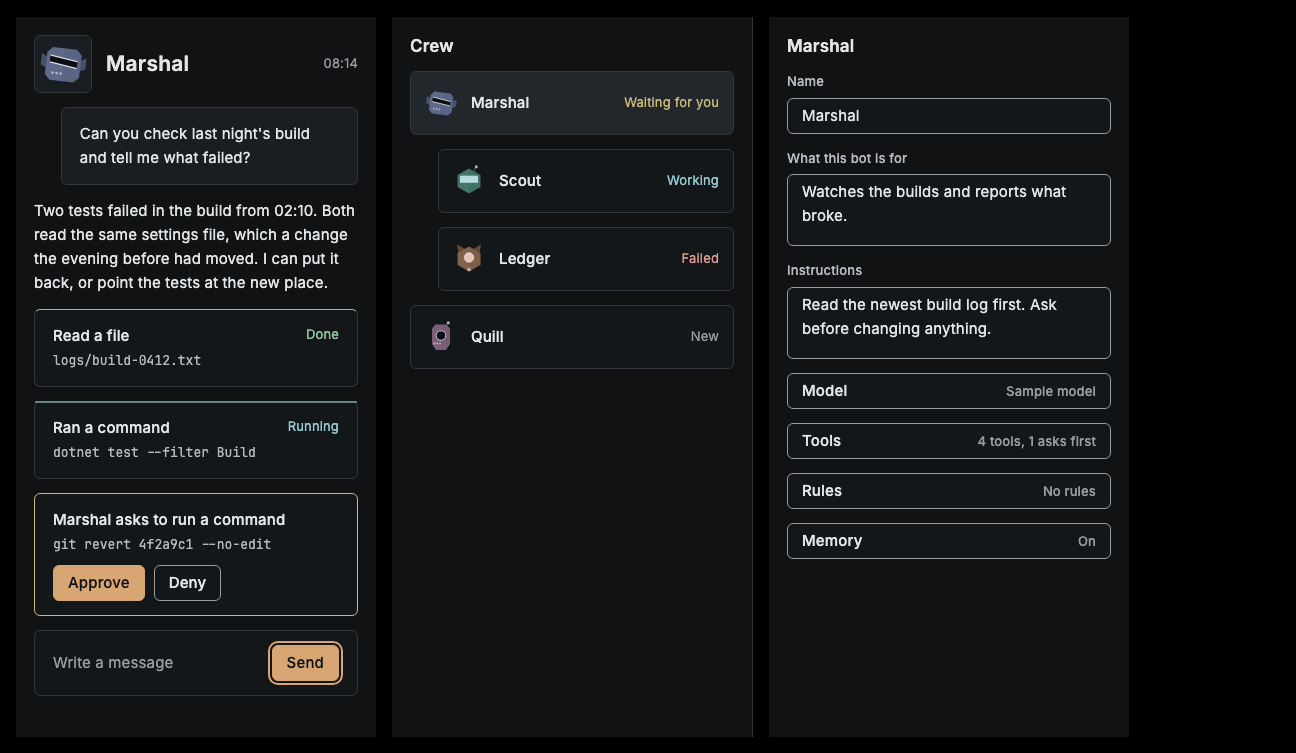 Marshal
08:14
Can you check last night's build
and tell me what failed?
Two tests failed in the build from 02:10. Both
read the same settings file, which a change
the evening before had moved. I can put it
back, or point the tests at the new place.
Read a file
Done
logs/build-0412.txt
Ran a command
Running
dotnet test --filter Build
Marshal asks to run a command
git revert 4f2a9c1 --no-edit
Approve
Deny
Write a message
Send
Crew
Marshal
Waiting for you
Scout
Working
Ledger
Failed
Quill
New
Marshal
Name
Marshal
What this bot is for
Watches the builds and reports what
broke.
Instructions
Read the newest build log first. Ask
before changing anything.
Model
Sample model
Tools
4 tools, 1 asks first
Rules
No rules
Memory
On